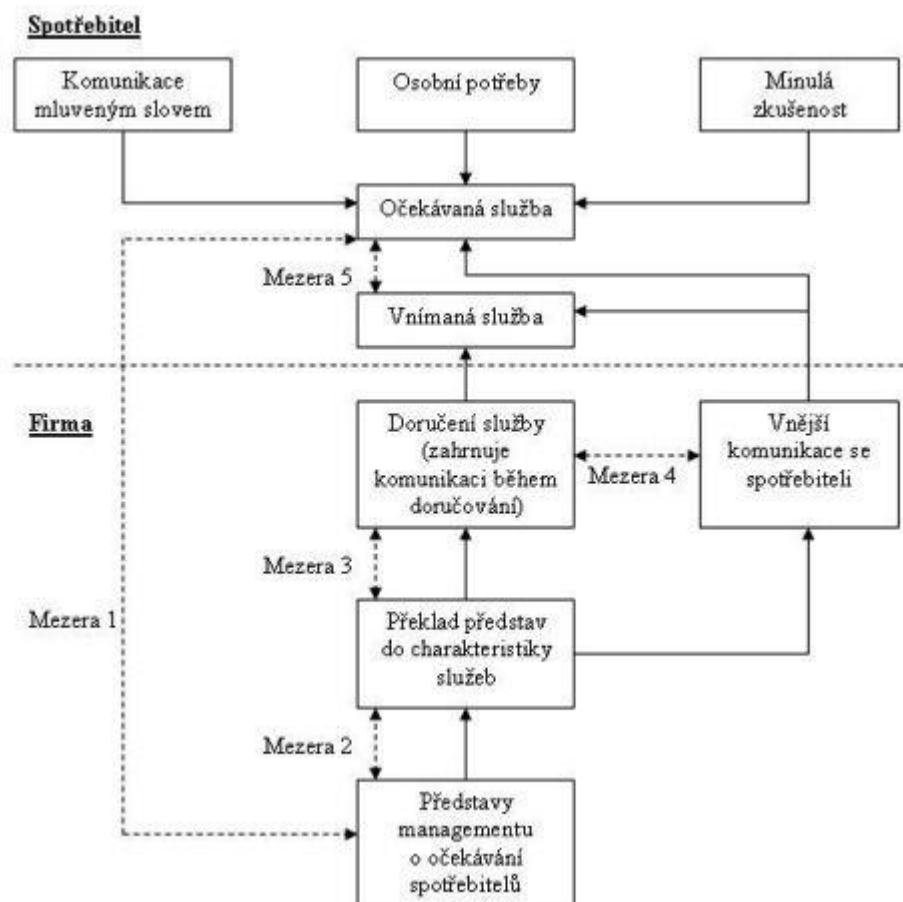 Spotřebitel
Komunikace
mluveným slovem
Osobní potřeby
Minulá
zkušenost
Očekávaná služba
Mezera 5
Vnímaná služba
Firma
Doručení služby
(zahrnuje
komunikaci během
doručování)
Mezera 4
Vnější
komunikace se
spotřebiteli
Mezera 3
Mezera 1
Překlad představ
do charakteristiky
služeb
Mezera 2
Představy
managementu
o očekávání
spotřebitelů